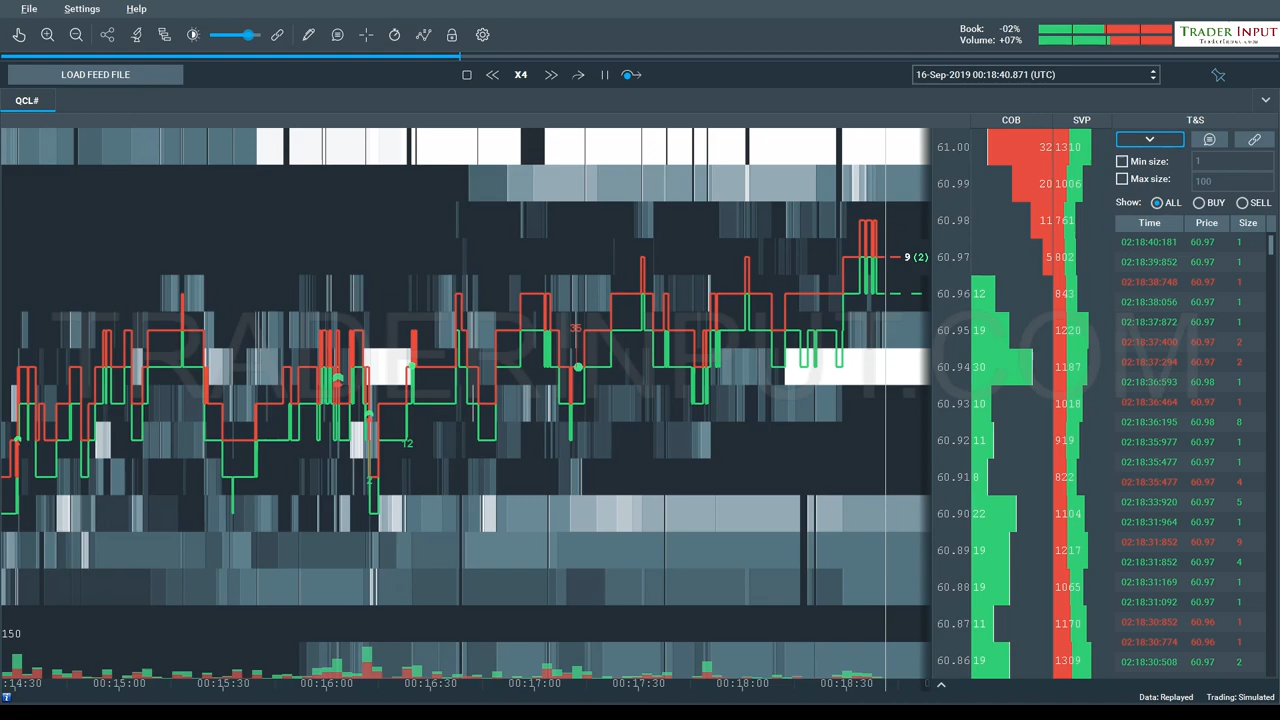 File Settings Help
Book: -02%
Volume: +07%
TRADER INPUT
TraderInput.com
LOAD FEED FILE
X4
16-Sep-2019 00:18:40.871 (UTC)
QCL#
COB SVP T&S
61.00 32 1310
60.99 20 1006
60.98 11 761
60.97 5 802
60.96 12 843
60.95 19 1220
60.94 30 1187
60.93 10 1018
60.92 11 919
60.91 8 822
60.90 22 1104
60.89 19 1217
60.88 19 1065
60.87 11 1170
60.86 19 1309
9 (2)
35
12
2
TRADERINPUT.COM
150
:14:30 00:15:00 00:15:30 00:16:00 00:16:30 00:17:00 00:17:30 00:18:00 00:18:30
Min size: 1
Max size: 100
Show: ALL BUY SELL
Time Price Size
02:18:40:181 60.97 1
02:18:39:852 60.97 1
02:18:38:748 60.97 1
02:18:38:056 60.97 1
02:18:37:872 60.97 1
02:18:37:400 60.97 2
02:18:37:294 60.97 2
02:18:36:593 60.98 1
02:18:36:464 60.97 1
02:18:36:195 60.98 8
02:18:35:977 60.97 1
02:18:35:477 60.97 1
02:18:35:477 60.97 4
02:18:33:920 60.97 5
02:18:31:964 60.97 1
02:18:31:852 60.97 9
02:18:31:852 60.97 4
02:18:31:169 60.97 1
02:18:31:092 60.97 1
02:18:30:852 60.96 1
02:18:30:774 60.96 1
02:18:30:508 60.97 2
Data: Replayed Trading: Simulated